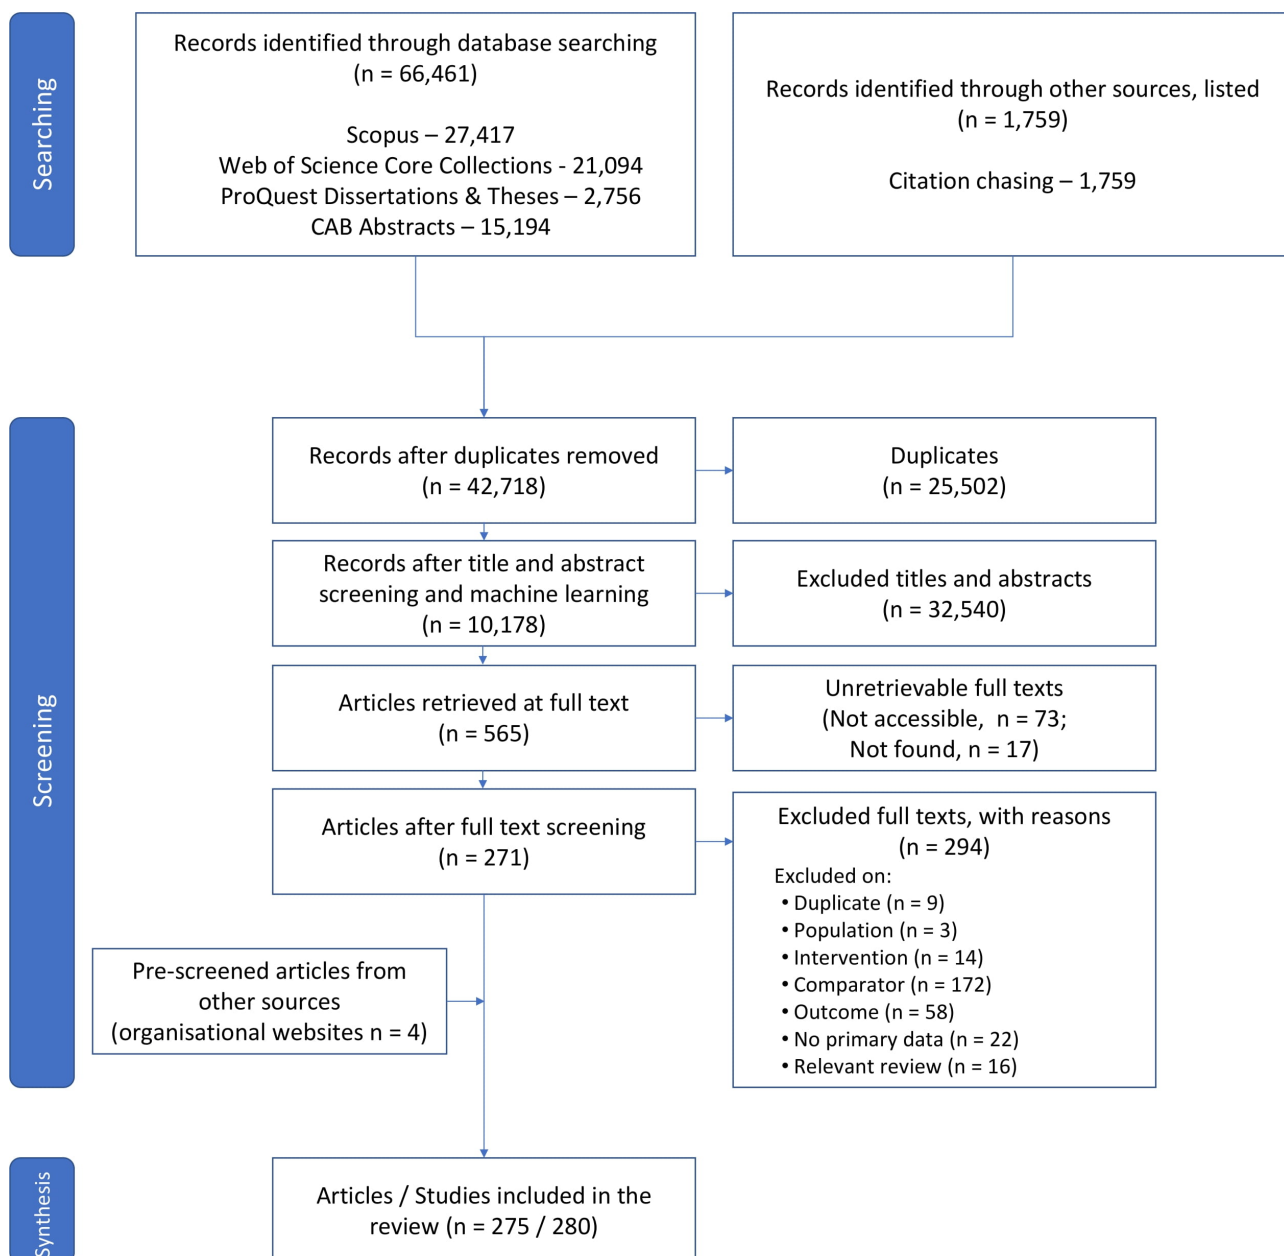 Searching
Records identified through database searching
(n = 66,461)
Scopus – 27,417
Web of Science Core Collections - 21,094
ProQuest Dissertations & Theses – 2,756
CAB Abstracts – 15,194
Records identified through other sources, listed
(n = 1,759)
Citation chasing – 1,759
Screening
Records after duplicates removed
(n = 42,718)
Duplicates
(n = 25,502)
Records after title and abstract
screening and machine learning
(n = 10,178)
Excluded titles and abstracts
(n = 32,540)
Articles retrieved at full text
(n = 565)
Unretrievable full texts
(Not accessible,  n = 73;
Not found, n = 17)
Articles after full text screening
(n = 271)
Excluded full texts, with reasons
(n = 294)
Excluded on:
• Duplicate (n = 9)
• Population (n = 3)
• Intervention (n = 14)
• Comparator (n = 172)
• Outcome (n = 58)
• No primary data (n = 22)
• Relevant review (n = 16)
Pre-screened articles from
other sources
(organisational websites n = 4)
Synthesis
Articles / Studies included in the
review (n = 275 / 280)